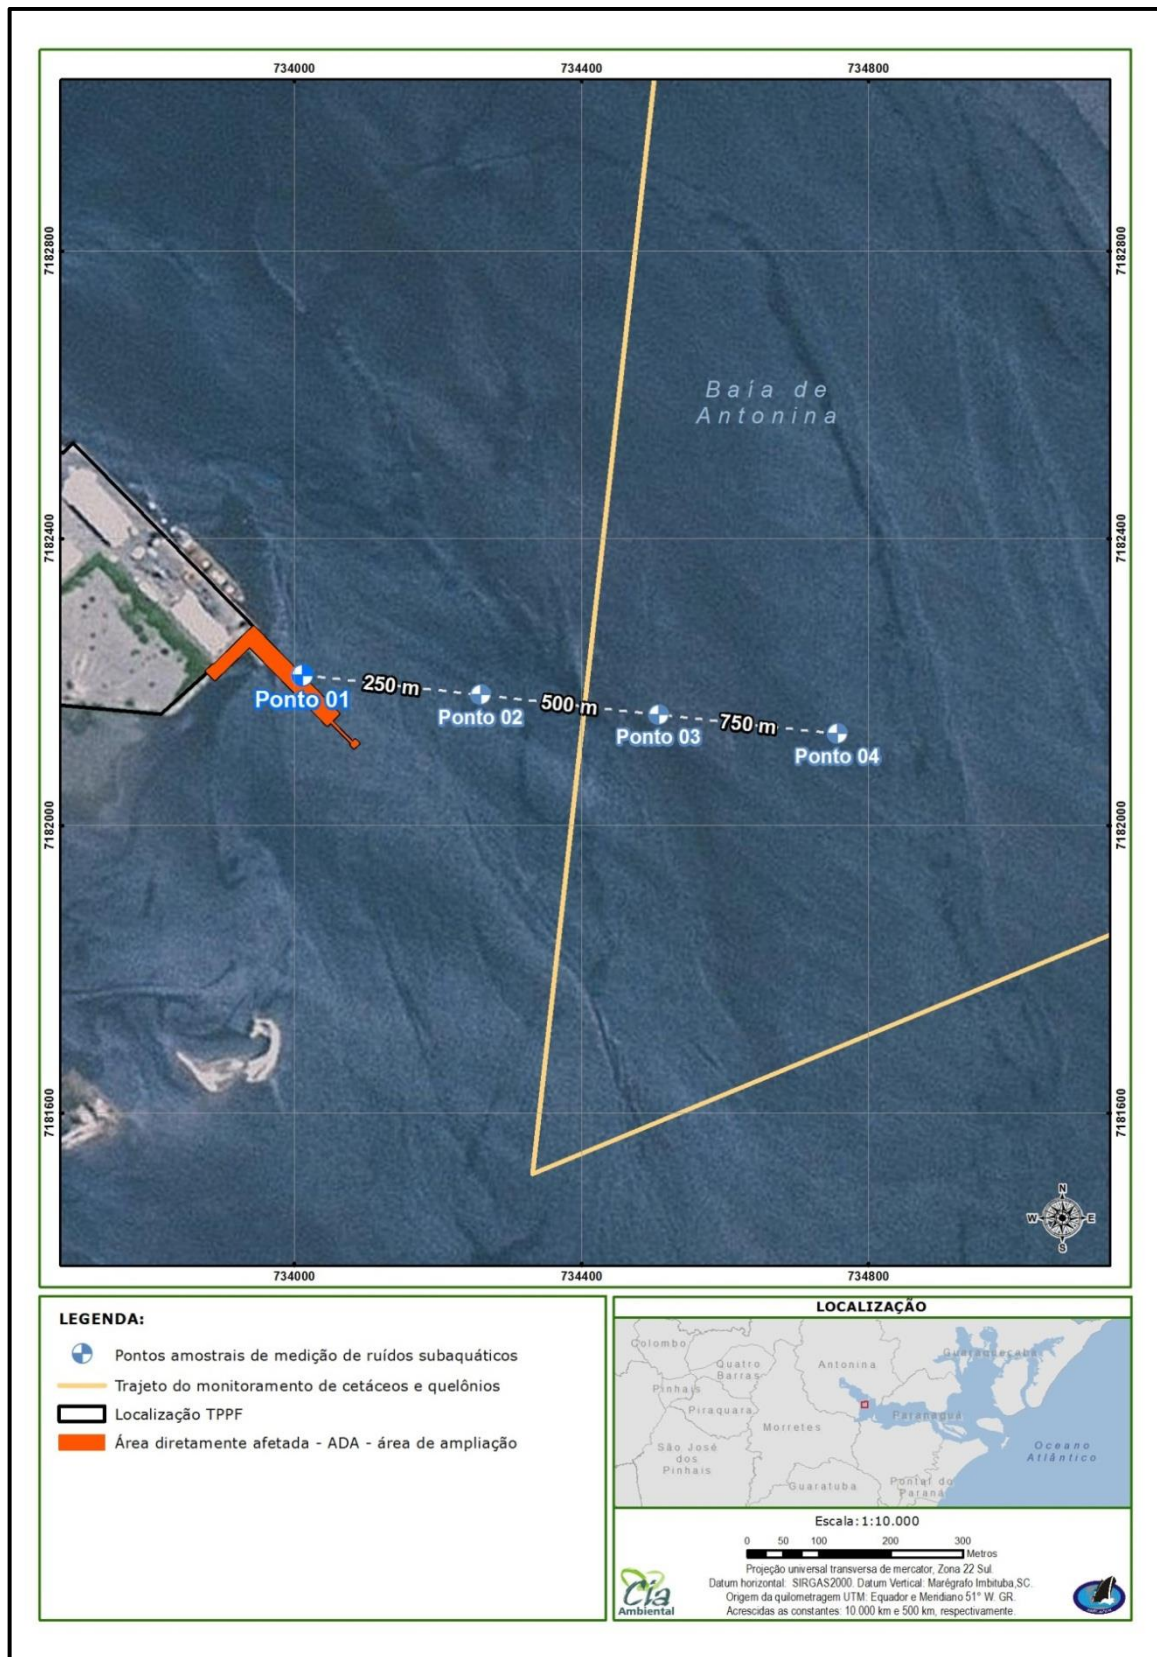 734000 734400 734800
7182800 7182800
Baía de
Antonina
7182400 7182400
Ponto 01
250 m
Ponto 02
500 m
Ponto 03
750 m
Ponto 04
7182000 7182000
7181600 7181600
N
W E
S
734000 734400 734800
LEGENDA:
Pontos amostrais de medição de ruídos subaquáticos
Trajeto do monitoramento de cetáceos e quelônios
Localização TPPF
Área diretamente afetada - ADA - área de ampliação
LOCALIZAÇÃO
Colombo
Quatro
Barras
Antonina
Guaraqueçaba
Pinhais
Piraquara
Morretes
Paranaguá
São José
dos
Pinhais
Guaratuba
Pontal do
Paraná
Oceano
Atlântico
Escala: 1:10.000
0 50 100 200 300
Metros
Projeção universal transversa de mercator, Zona 22 Sul.
Datum horizontal: SIRGAS2000. Datum Vertical: Marégrafo Imbituba,SC.
Origem da quilometragem UTM: Equador e Meridiano 51° W. GR.
Acrescidas as constantes: 10.000 km e 500 km, respectivamente.
Cia
Ambiental